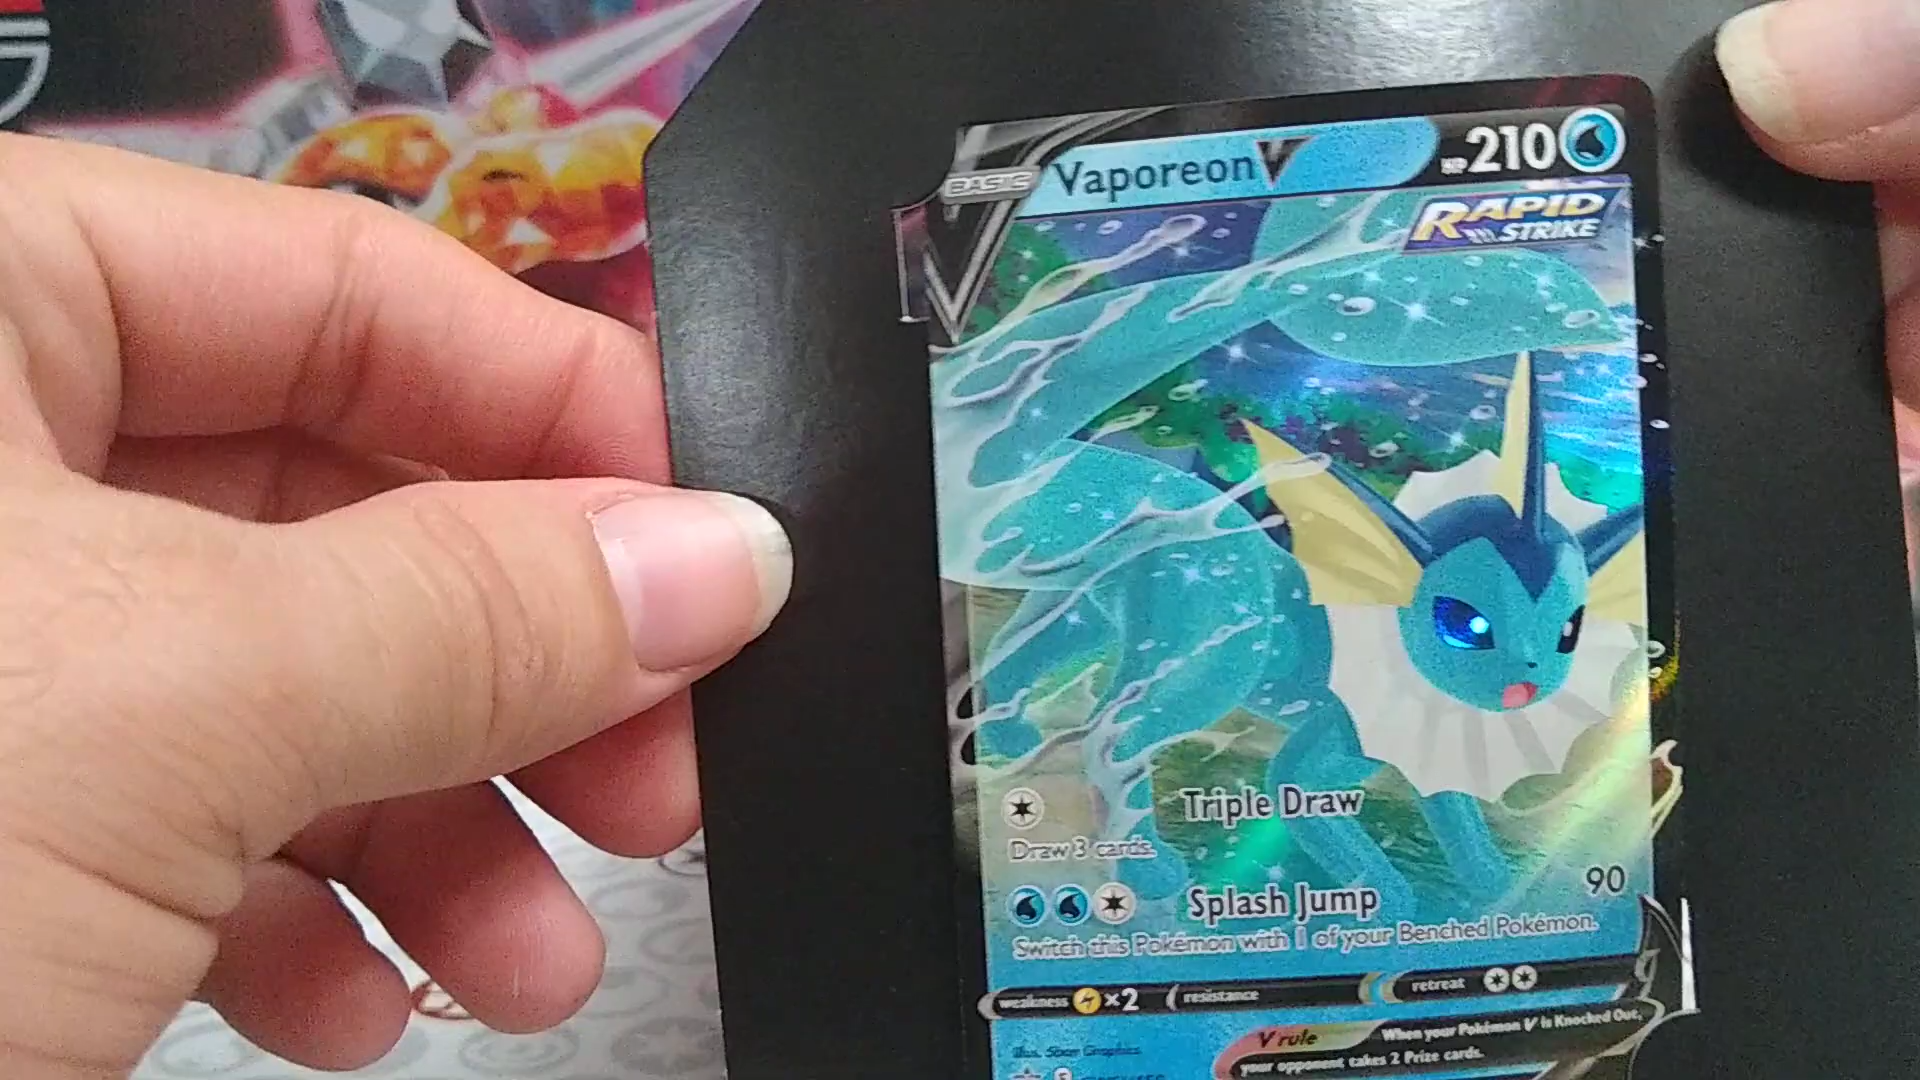 BASIC Vaporeon V HP 210
RAPID
STRIKE
Triple Draw
Draw 3 cards.
Splash Jump 90
Switch this Pokémon with 1 of your Benched Pokémon.
weakness ×2 resistance retreat
V rule When your Pokémon V is Knocked Out,
your opponent takes 2 Prize cards.
Illus. 5ban Graphics